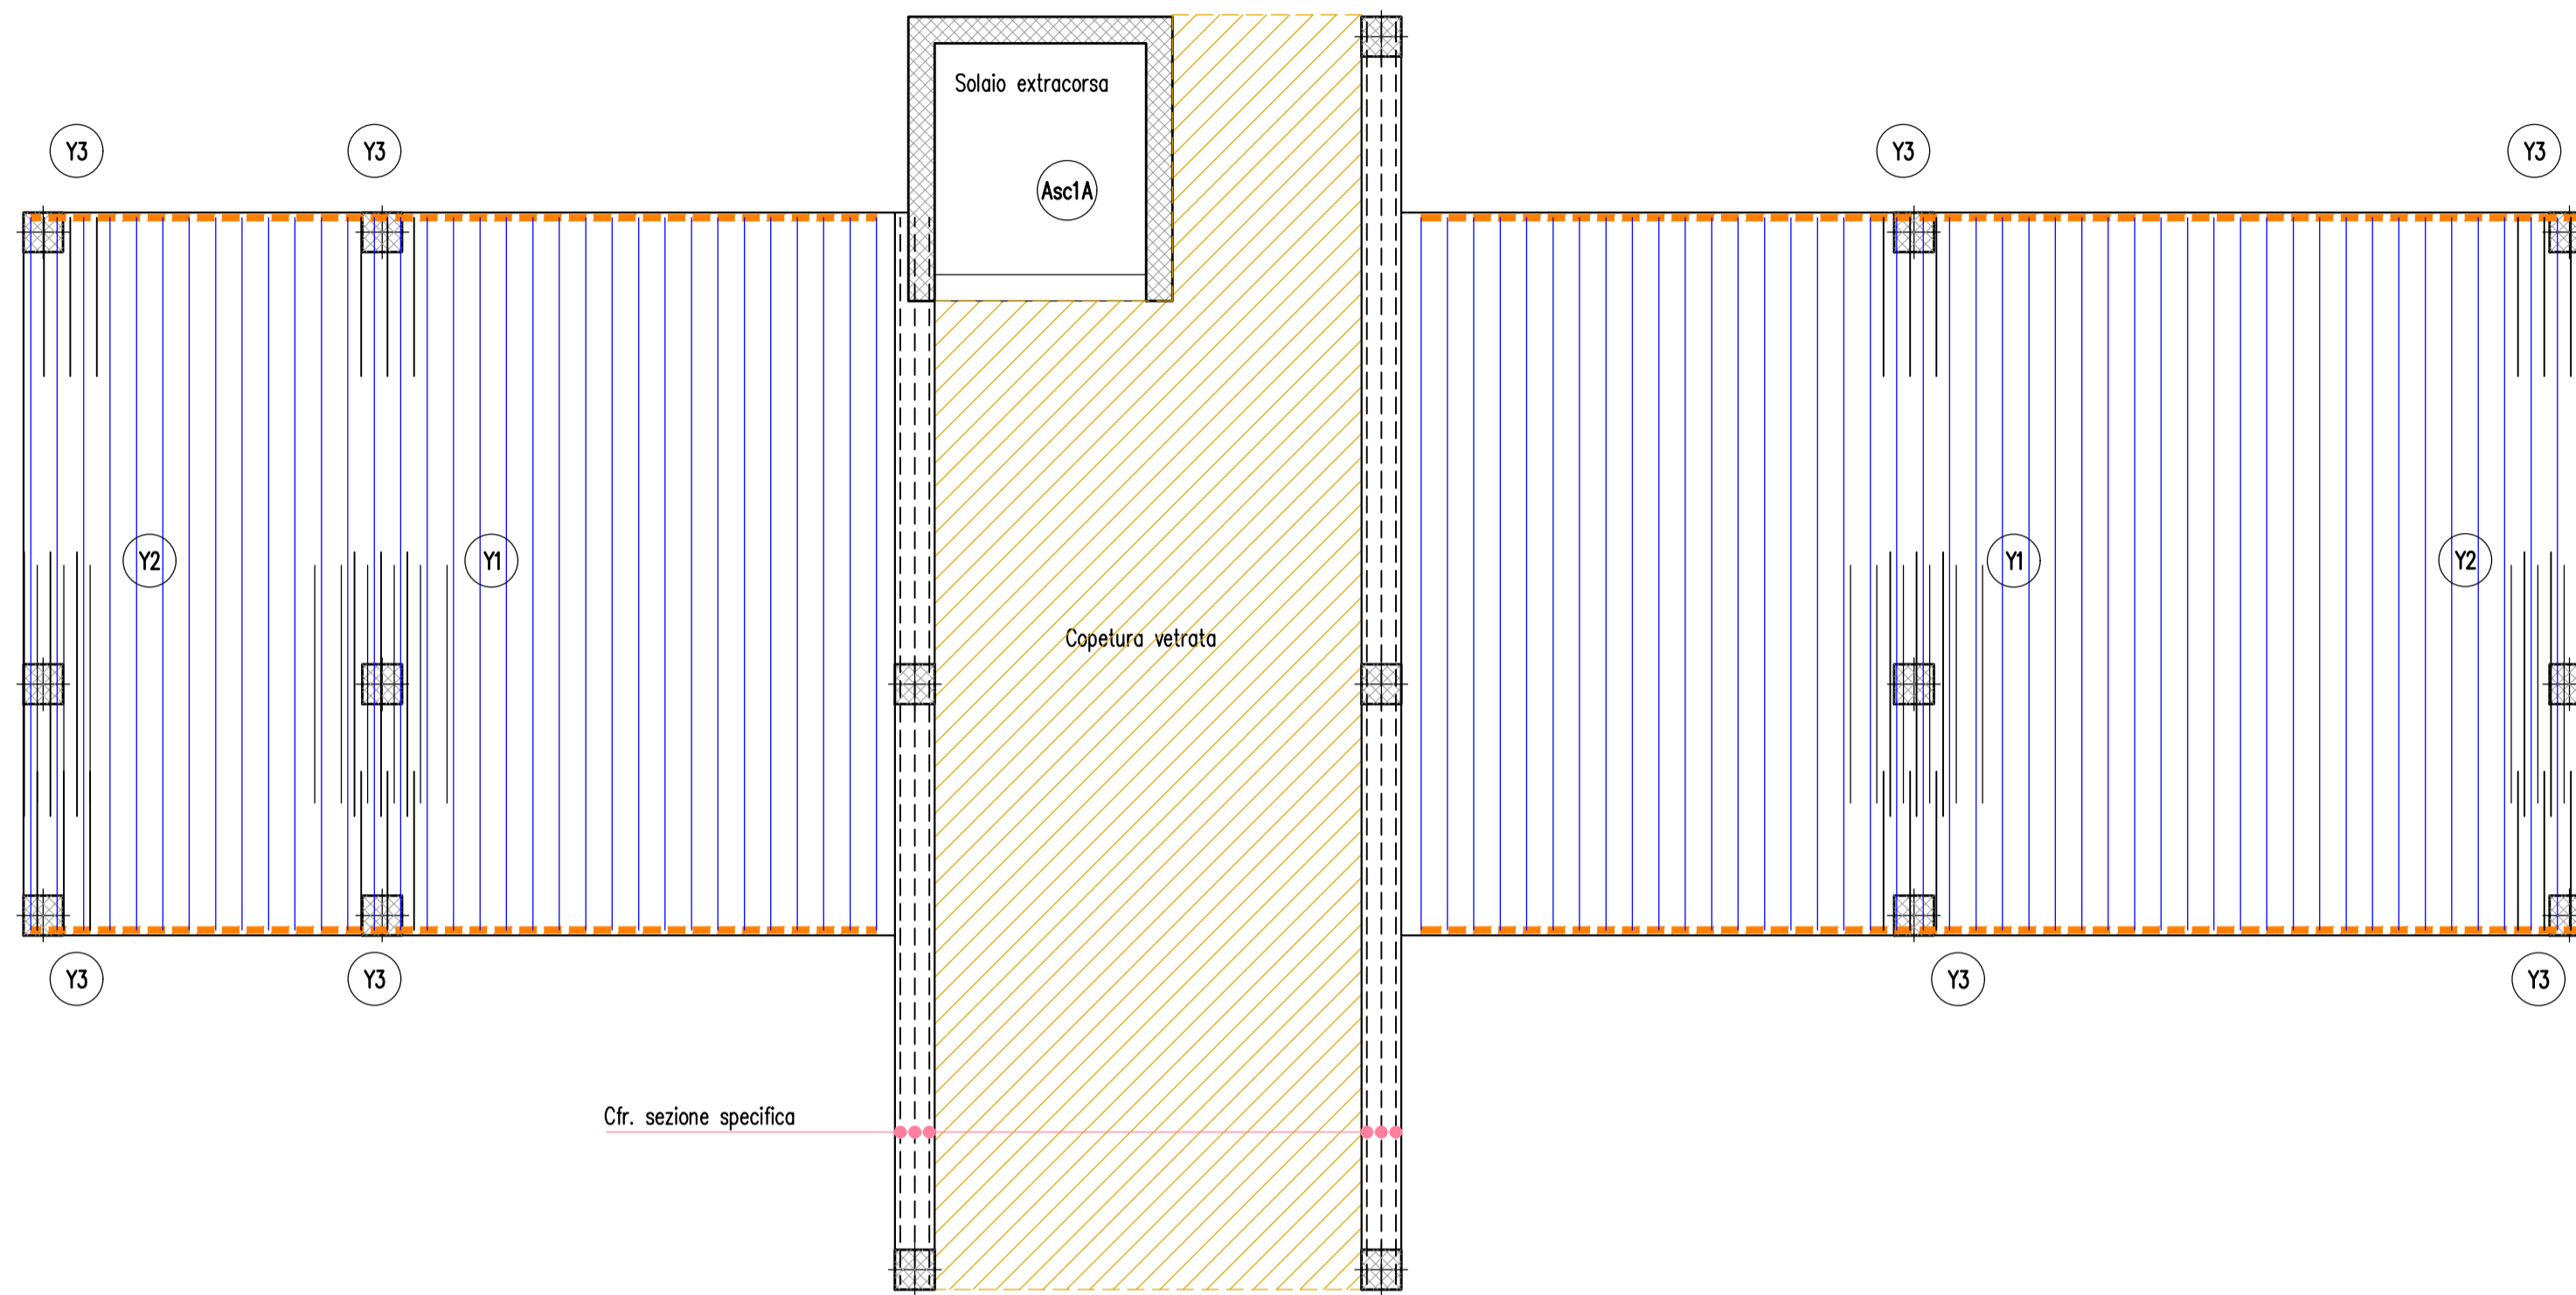 Solaio extracorsa
Y3
Y3
Y3
Y3
Asc1A
Y2
Y1
Y1
Y2
Copetura vetrata
Y3
Y3
Y3
Y3
Cfr. sezione specifica